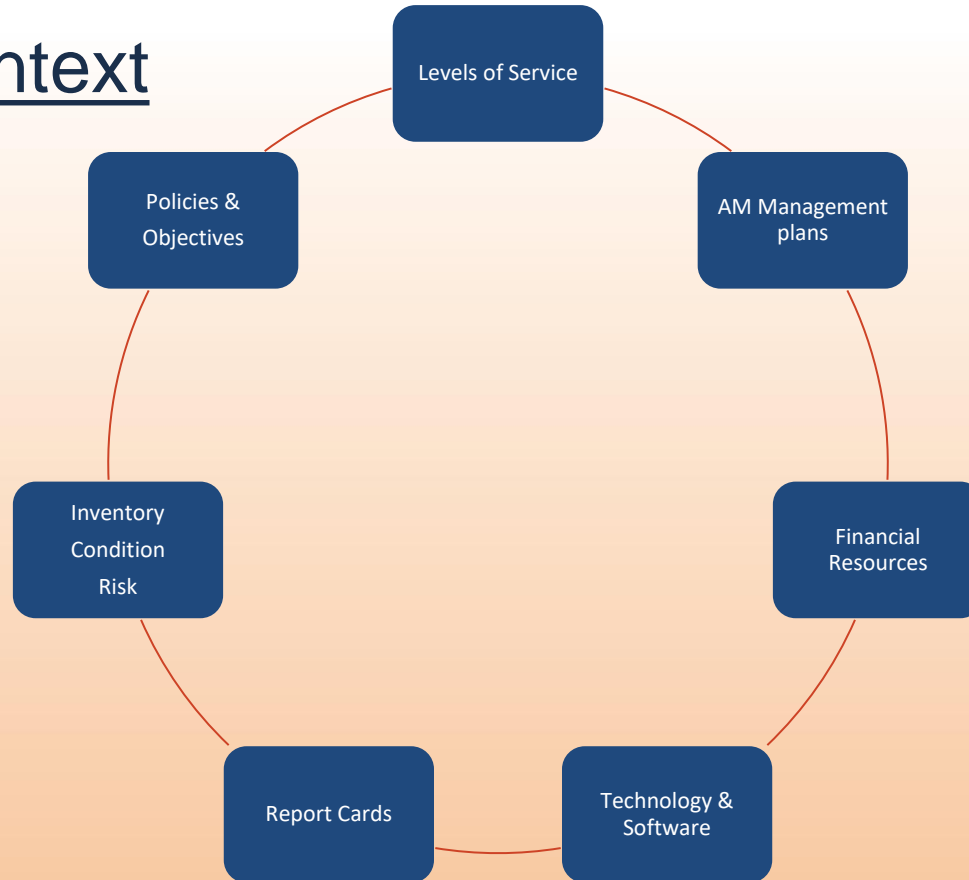 ntext
Levels of Service
Policies &
Objectives
AM Management
plans
Inventory
Condition
Risk
Financial
Resources
Report Cards
Technology &
Software